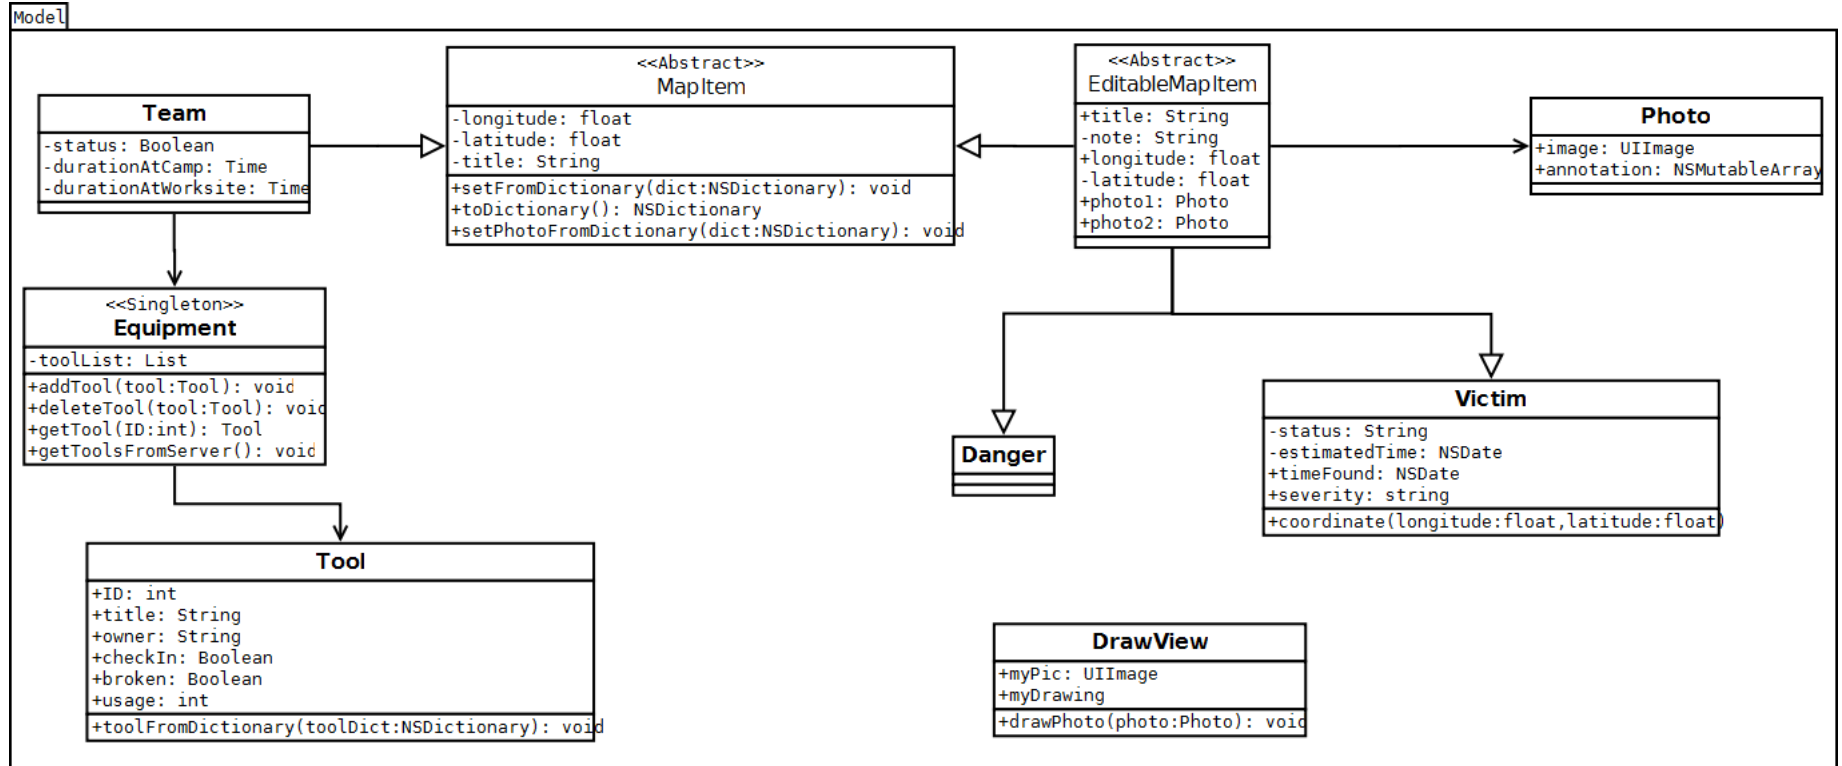 Model
Team
-status: Boolean
-durationAtCamp: Time
-durationAtWorksite: Time
<<Abstract>>
MapItem
-longitude: float
-latitude: float
-title: String
+setFromDictionary(dict:NSDictionary): void
+toDictionary(): NSDictionary
+setPhotoFromDictionary(dict:NSDictionary): void
<<Abstract>>
EditableMapItem
+title: String
-note: String
+longitude: float
-latitude: float
+photo1: Photo
+photo2: Photo
Photo
+image: UIImage
+annotation: NSMutableArray
<<Singleton>>
Equipment
-toolList: List
+addTool(tool:Tool): void
+deleteTool(tool:Tool): void
+getTool(ID:int): Tool
+getToolsFromServer(): void
Danger
Victim
-status: String
-estimatedTime: NSDate
+timeFound: NSDate
+severity: string
+coordinate(longitude:float,latitude:float)
Tool
+ID: int
+title: String
+owner: String
+checkIn: Boolean
+broken: Boolean
+usage: int
+toolFromDictionary(toolDict:NSDictionary): void
DrawView
+myPic: UIImage
+myDrawing
+drawPhoto(photo:Photo): void